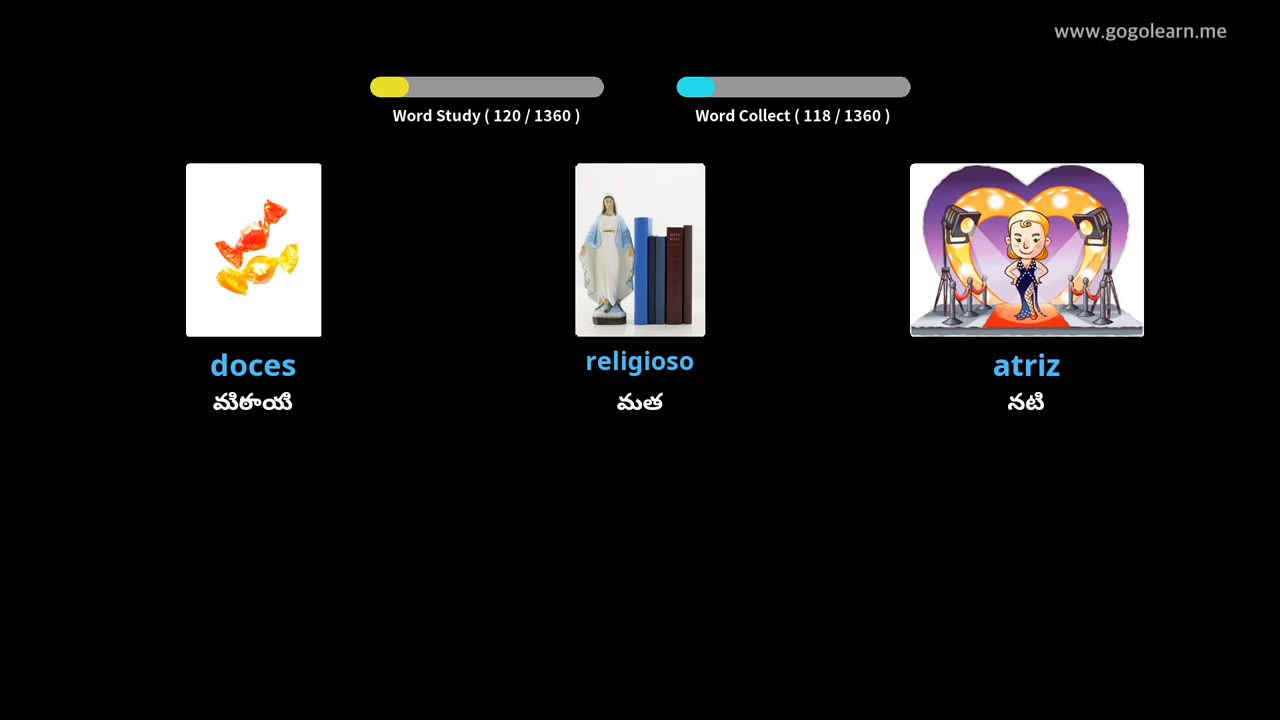 www.gogolearn.me
Word Study ( 120 / 1360 )
Word Collect ( 118 / 1360 )
doces
religioso
atriz
మిఠాయి
మత
నటి